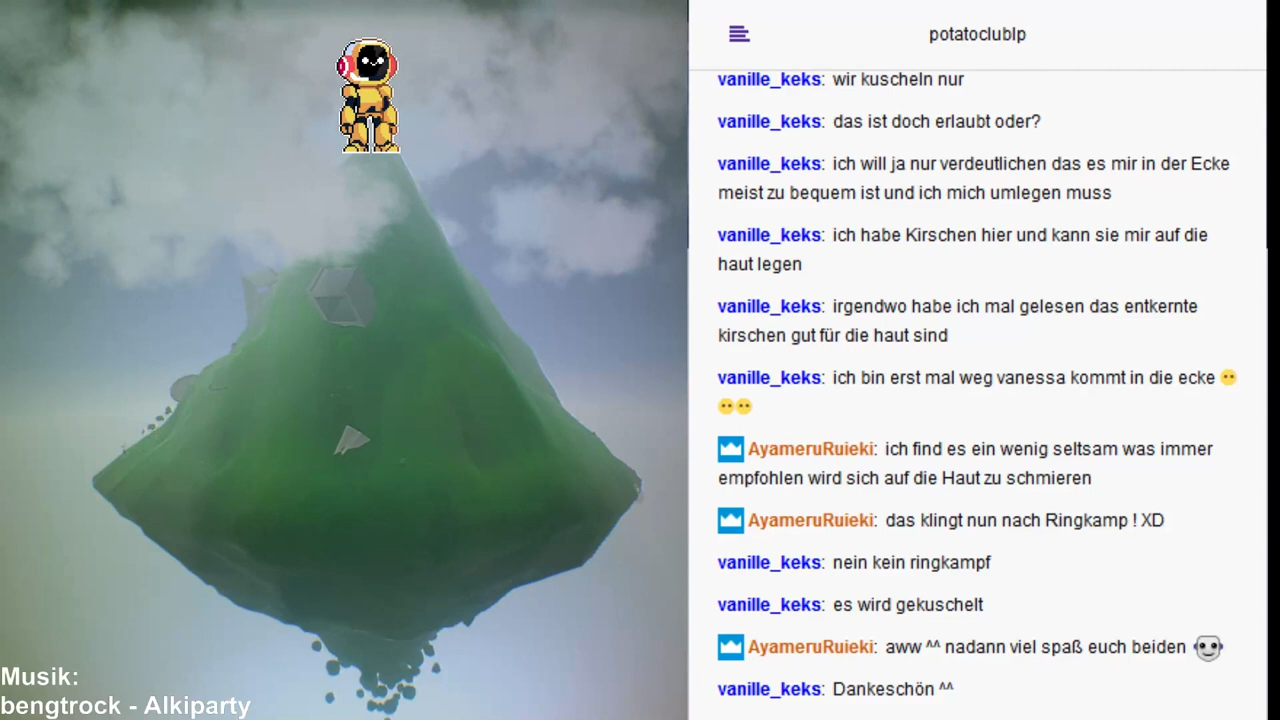 potatoclublp
vanille_keks: wir kuscheln nur
vanille_keks: das ist doch erlaubt oder?
vanille_keks: ich will ja nur verdeutlichen das es mir in der Ecke
meist zu bequem ist und ich mich umlegen muss
vanille_keks: ich habe Kirschen hier und kann sie mir auf die
haut legen
vanille_keks: irgendwo habe ich mal gelesen das entkernte
kirschen gut für die haut sind
vanille_keks: ich bin erst mal weg vanessa kommt in die ecke 😶
😶😶
AyameruRuieki: ich find es ein wenig seltsam was immer
empfohlen wird sich auf die Haut zu schmieren
AyameruRuieki: das klingt nun nach Ringkamp ! XD
vanille_keks: nein kein ringkampf
vanille_keks: es wird gekuschelt
AyameruRuieki: aww ^^ nadann viel spaß euch beiden
vanille_keks: Dankeschön ^^
Musik:
bengtrock - Alkiparty